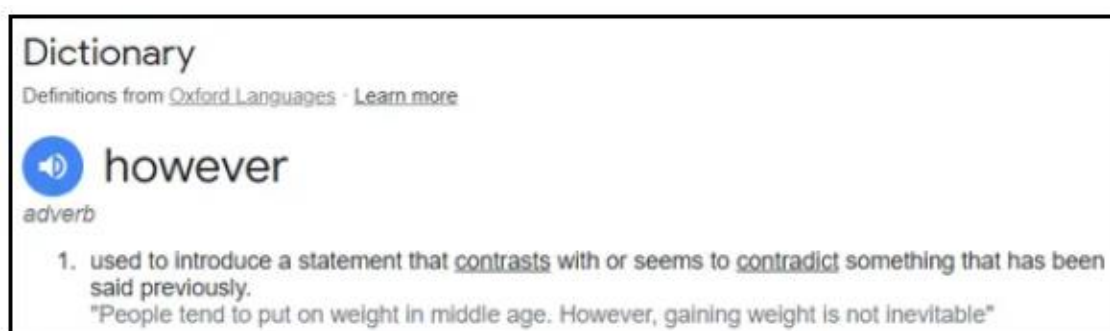 Dictionary
Definitions from Oxford Languages · Learn more
however
adverb
1. used to introduce a statement that contrasts with or seems to contradict something that has been
said previously.
"People tend to put on weight in middle age. However, gaining weight is not inevitable"